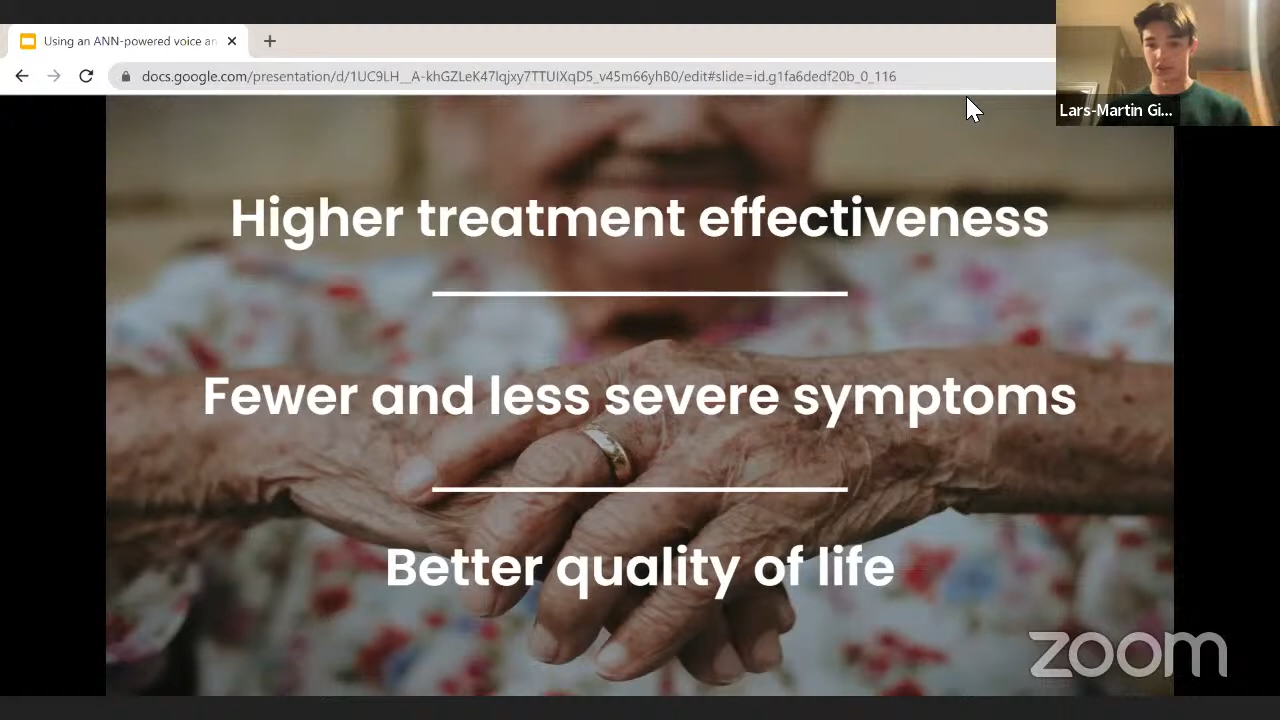 Using an ANN-powered voice an
docs.google.com/presentation/d/1UC9LH__A-khGZLBK47lqjxy7TTUIXqD5_v45me6yhB0/edit#slide=id.g1fa6dedf20b_0_116
Lars-Martin Gi...
Higher treatment effectiveness
Fewer and less severe symptoms
Better quality of life
zoom